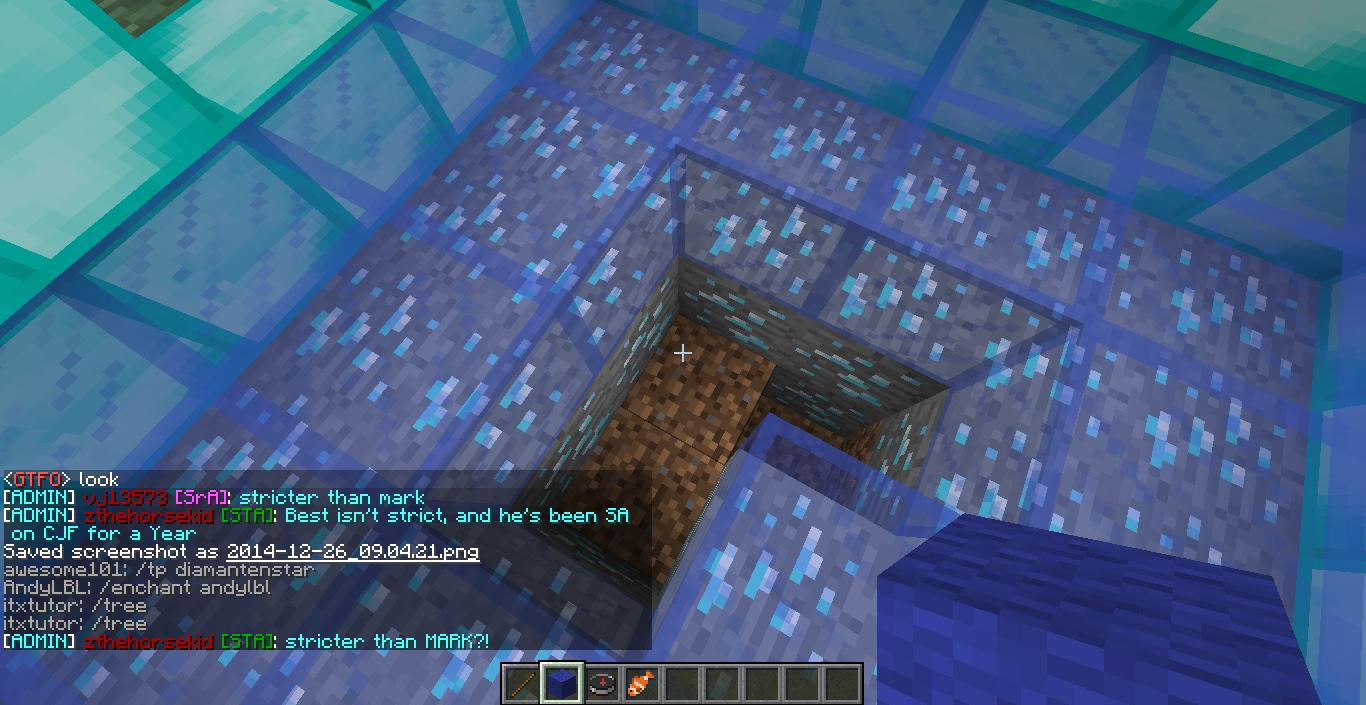 <GTFO> look
[ADMIN] vj13573 [SrA]: stricter than mark
[ADMIN] zthehorsekid [STA]: Best isn't strict, and he's been SA
on CJF for a Year
Saved screenshot as 2014-12-26_09.04.21.png
awesome101: /tp diamantenstar
AndyLBL: /enchant andylbl
itxtutor: /tree
itxtutor: /tree
[ADMIN] zthehorsekid [STA]: stricter than MARK?!